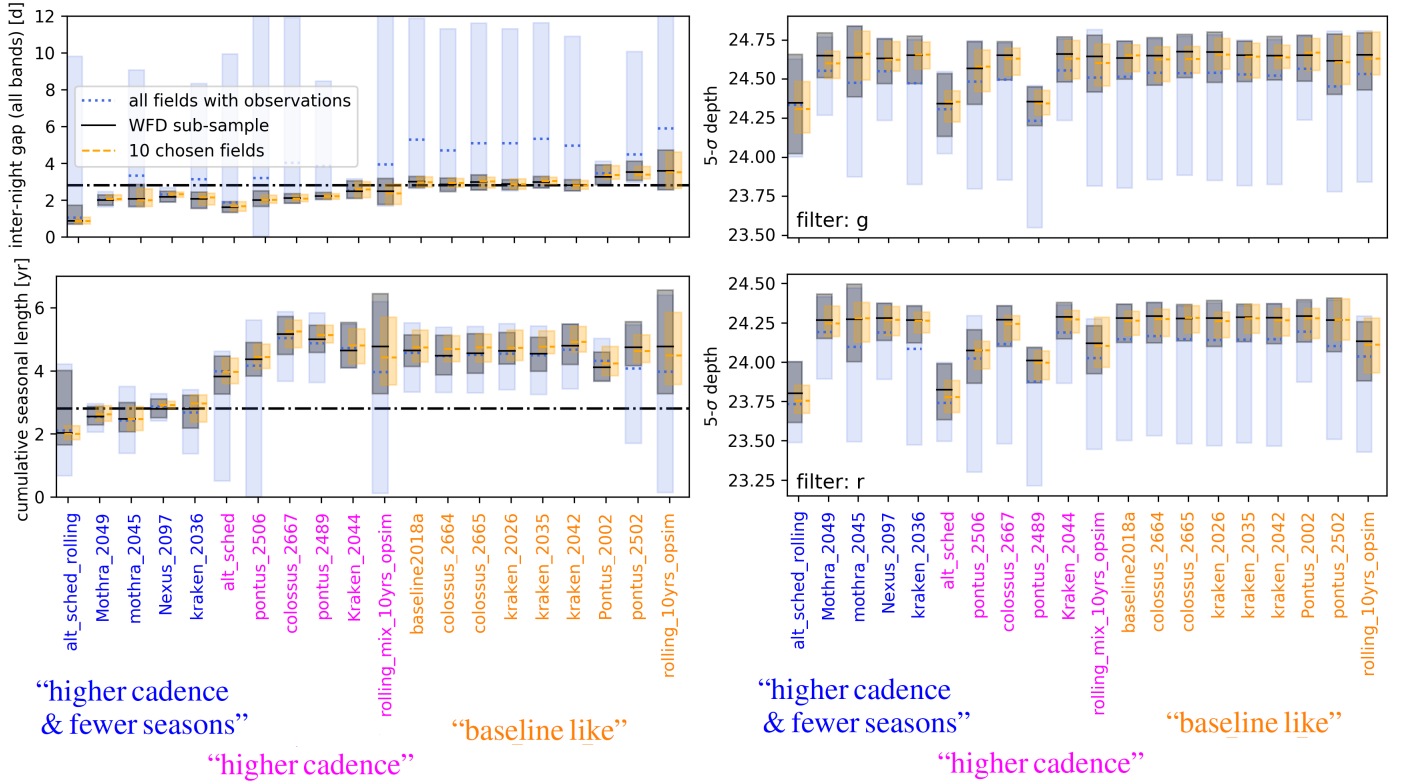 inter-night gap (all bands) [d]
12
10
8
6
4
2
0
all fields with observations
WFD sub-sample
10 chosen fields
cumulative seasonal length [yr]
6
4
2
0
alt_sched_rolling
Mothra_2049
mothra_2045
Nexus_2097
kraken_2036
alt_sched
pontus_2506
colossus_2667
pontus_2489
Kraken_2044
rolling_mix_10yrs_opsim
baseline2018a
colossus_2664
colossus_2665
kraken_2026
kraken_2035
kraken_2042
Pontus_2002
pontus_2502
rolling_10yrs_opsim
“higher cadence
& fewer seasons”
“higher cadence”
“baseline like”
5-σ depth
24.75
24.50
24.25
24.00
23.75
23.50
filter: g
5-σ depth
24.50
24.25
24.00
23.75
23.50
23.25
filter: r
alt_sched_rolling
Mothra_2049
mothra_2045
Nexus_2097
kraken_2036
alt_sched
pontus_2506
colossus_2667
pontus_2489
Kraken_2044
rolling_mix_10yrs_opsim
baseline2018a
colossus_2664
colossus_2665
kraken_2026
kraken_2035
kraken_2042
Pontus_2002
pontus_2502
rolling_10yrs_opsim
“higher cadence
& fewer seasons”
“higher cadence”
“baseline like”